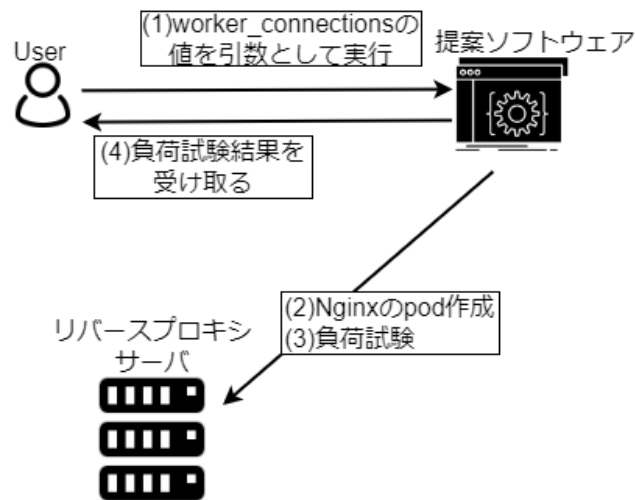 (1)worker_connectionsの
値を引数として実行
User
提案ソフトウェア
(4)負荷試験結果を
受け取る
(2)Nginxのpod作成
(3)負荷試験
リバースプロキシ
サーバ